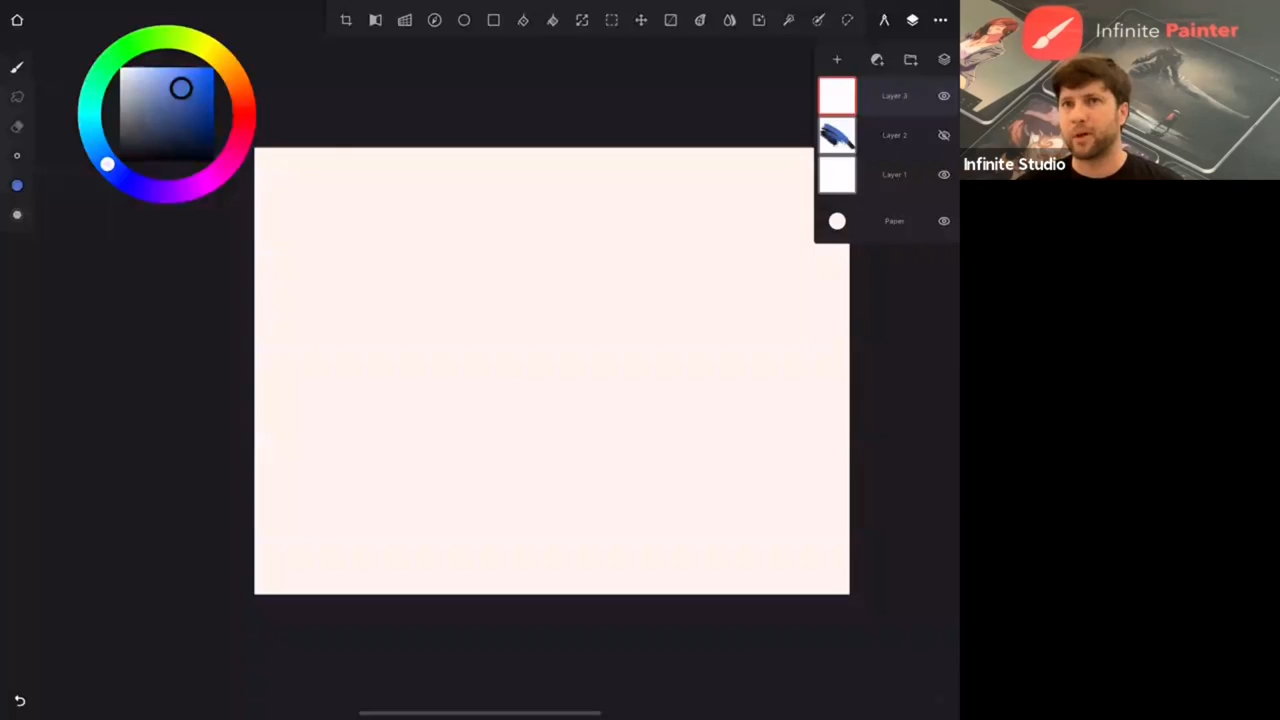 Infinite Painter
Layer 3
Layer 2
Infinite Studio
Layer 1
Paper